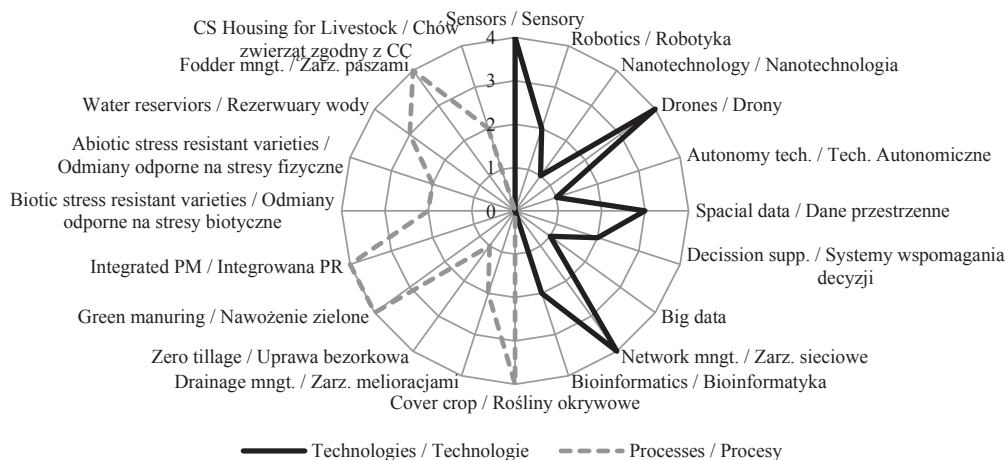 Sensors / Sensory
Robotics / Robotyka
Nanotechnology / Nanotechnologia
Drones / Drony
Autonomy tech. / Tech. Autonomiczne
Spacial data / Dane przestrzenne
Decission supp. / Systemy wspomagania
decyzji
Big data
Network mngt. / Zarz. sieciowe
Bioinformatics / Bioinformatyka
Cover crop / Rośliny okrywowe
Drainage mngt. / Zarz. melioracjami
Zero tillage / Uprawa bezorkowa
Green manuring / Nawożenie zielone
Integrated PM / Integrowana PR
Biotic stress resistant varieties / Odmiany
odporne na stresy biotyczne
Abiotic stress resistant varieties /
Odmiany odporne na stresy fizyczne
Water reserviors / Rezerwuary wody
Fodder mngt. / Zarz. paszami
CS Housing for Livestock / Chów
zwierząt zgodny z CC
4
3
2
1
0
Technologies / Technologie
Processes / Procesy